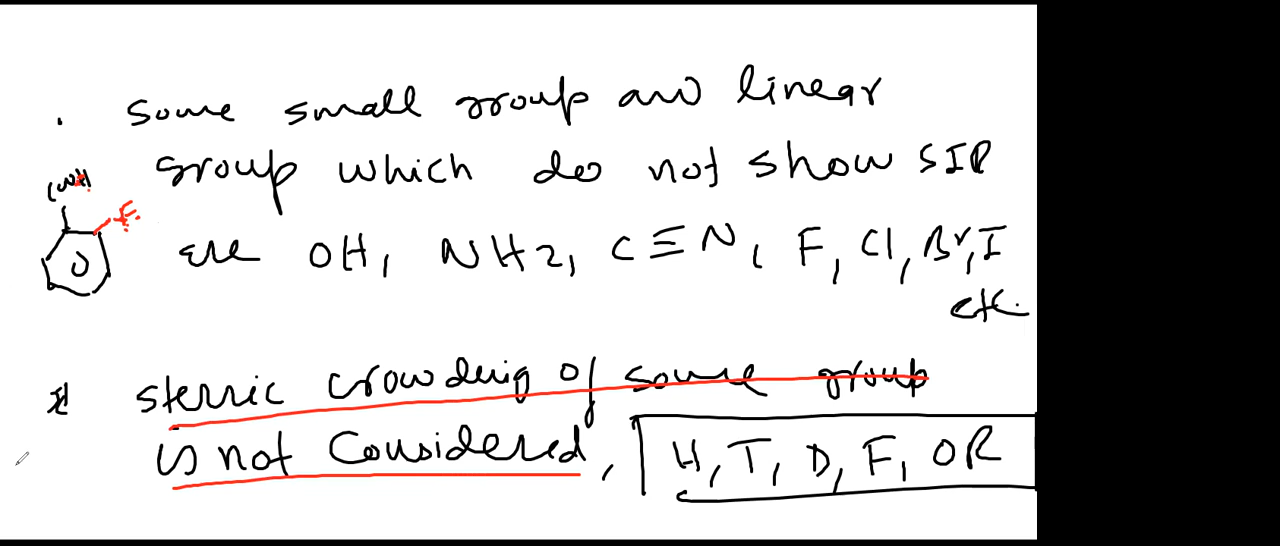 . Some small group and linear
group which do not show SIR
COOH
F
are OH, NH2, C≡N, F, Cl, Br, I
etc.
* sterric crowding of some group
is not Considered, H, T, D, F, OR